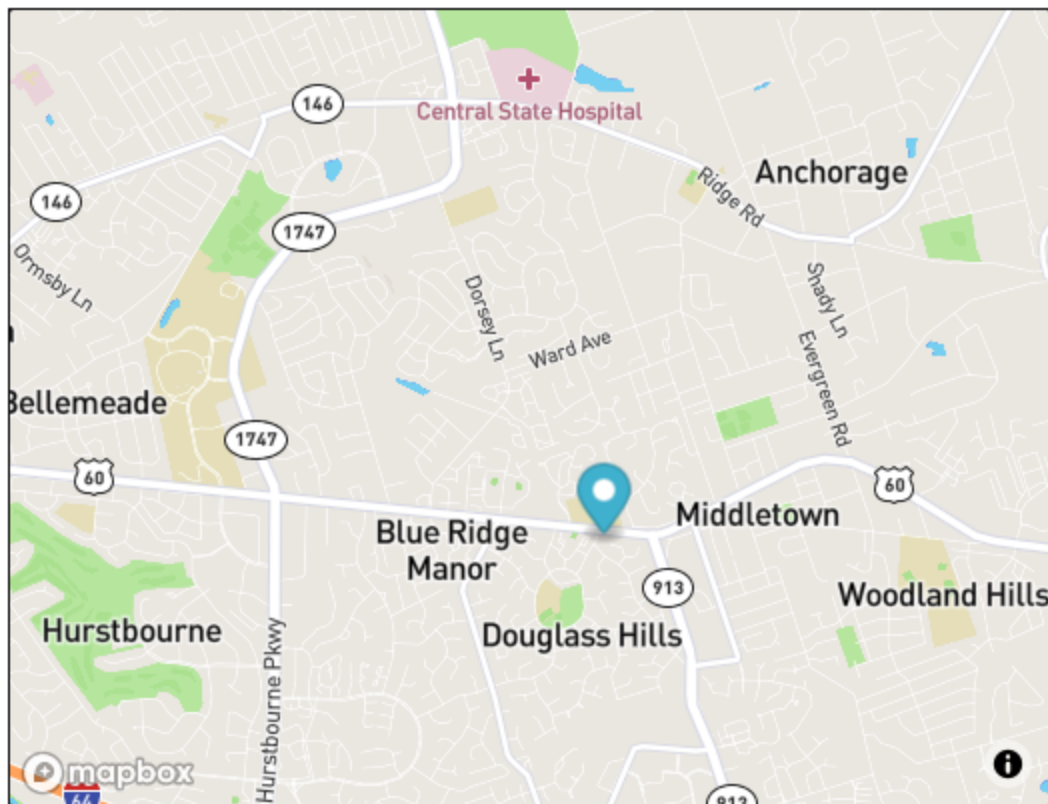 146
Central State Hospital
Anchorage
Ridge Rd
146
1747
Ormsby Ln
Shady Ln
Dorsey Ln
Ward Ave
Evergreen Rd
Bellemeade
1747
60
60
Middletown
Blue Ridge
Manor
913
Woodland Hills
Hurstbourne
Douglass Hills
Hurstbourne Pkwy
mapbox
i
64
913